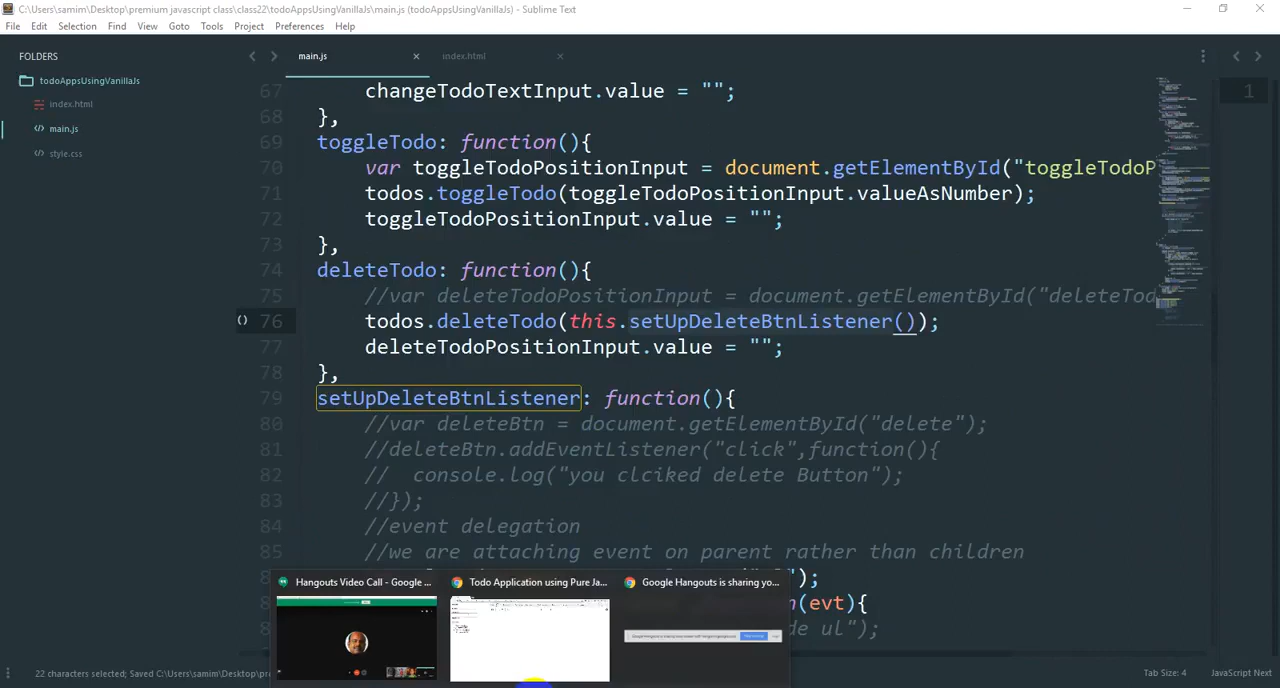 C:\Users\samim\Desktop\premium javascript class\class22\todoAppsUsingVanillaJs\main.js (todoAppsUsingVanillaJs) - Sublime Text
File Edit Selection Find View Goto Tools Project Preferences Help
FOLDERS
todoAppsUsingVanillaJs
index.html
main.js
style.css
main.js
index.html
1
67 changeTodoTextInput.value = "";
68 },
69 toggleTodo: function(){
70 var toggleTodoPositionInput = document.getElementById("toggleTodoP
71 todos.toggleTodo(toggleTodoPositionInput.valueAsNumber);
72 toggleTodoPositionInput.value = "";
73 },
74 deleteTodo: function(){
75 //var deleteTodoPositionInput = document.getElementById("deleteTod
76 todos.deleteTodo(this.setUpDeleteBtnListener());
77 deleteTodoPositionInput.value = "";
78 },
79 setUpDeleteBtnListener: function(){
80 //var deleteBtn = document.getElementById("delete");
81 //deleteBtn.addEventListener("click",function(){
82 // console.log("you clciked delete Button");
83 //});
84 //event delegation
85 //we are attaching event on parent rather than children
");
n(evt){
de ul");
Hangouts Video Call - Google ...
Todo Application using Pure Ja...
Google Hangouts is sharing yo...
22 characters selected; Saved C:\Users\samim\Desktop\pre
Tab Size: 4
JavaScript Next